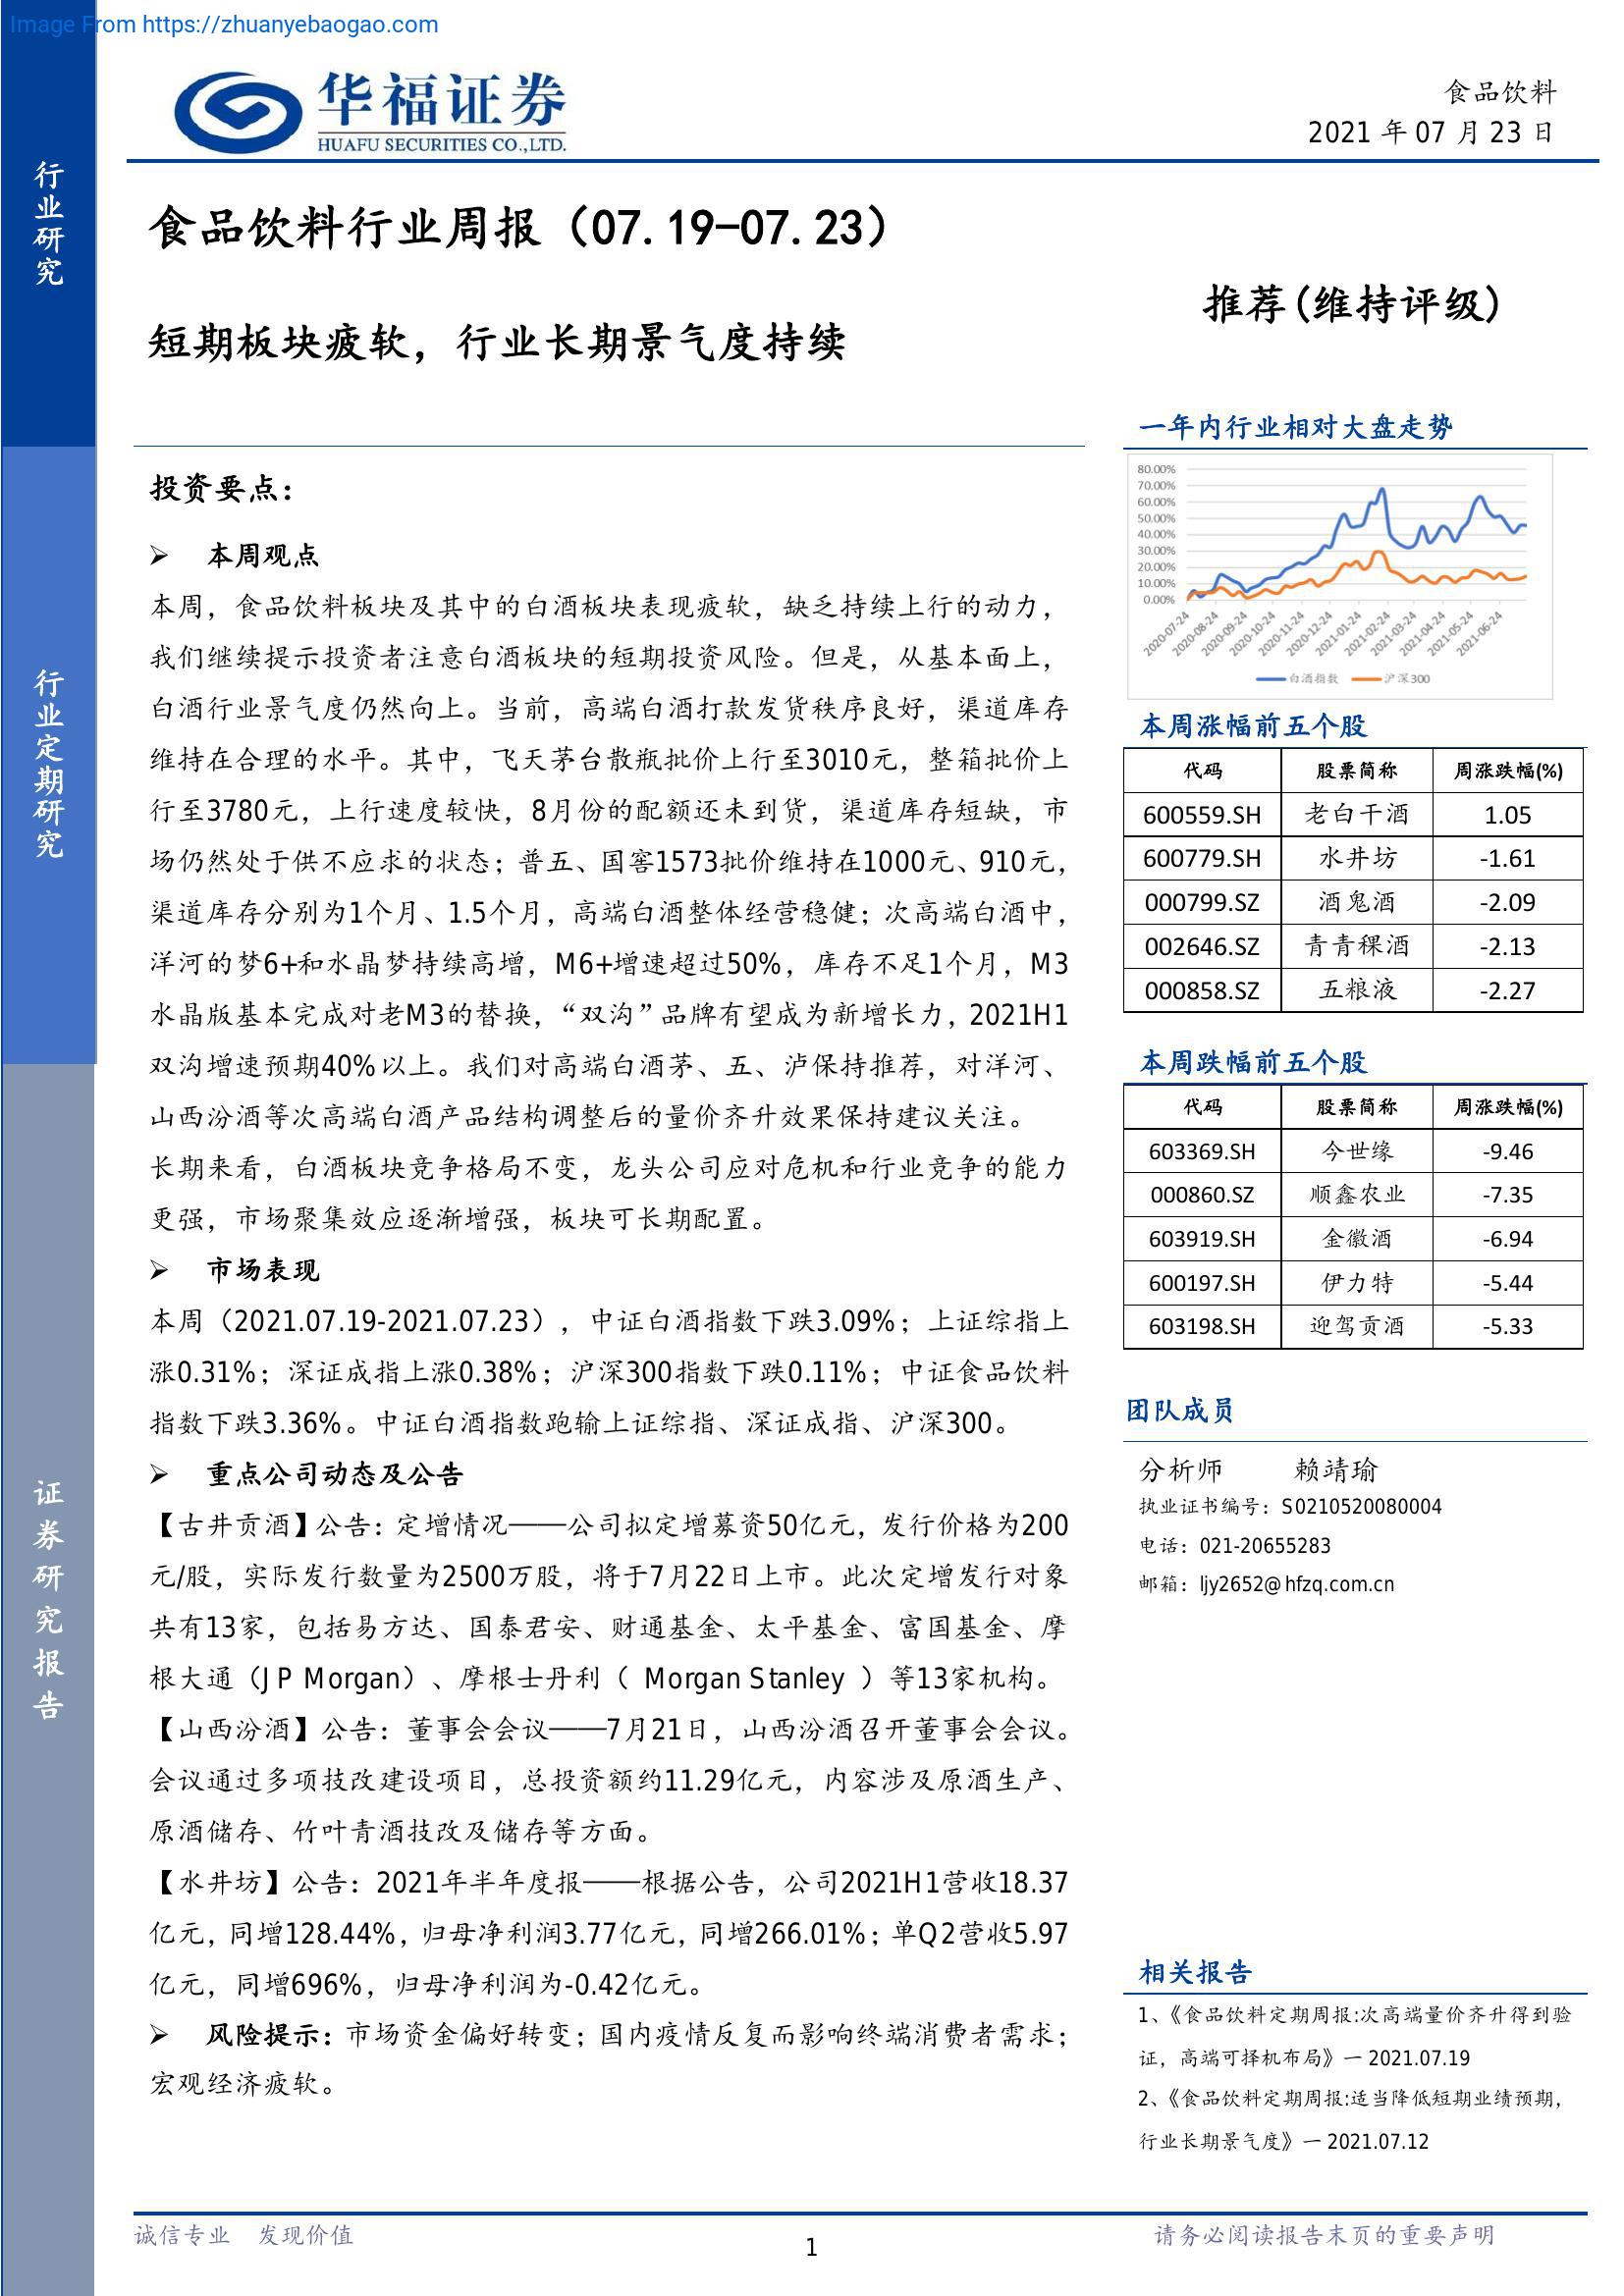 Image From https://zhuanyebaogao.com
华福证券
HUAFU SECURITIES CO.,LTD.
食品饮料
2021 年 07 月 23 日
行业研究
行业定期研究
证券研究报告
食品饮料行业周报（07.19-07.23）
短期板块疲软，行业长期景气度持续
推荐(维持评级)
投资要点：
➢ 本周观点
本周，食品饮料板块及其中的白酒板块表现疲软，缺乏持续上行的动力，
我们继续提示投资者注意白酒板块的短期投资风险。但是，从基本面上，
白酒行业景气度仍然向上。当前，高端白酒打款发货秩序良好，渠道库存
维持在合理的水平。其中，飞天茅台散瓶批价上行至3010元，整箱批价上
行至3780元，上行速度较快，8月份的配额还未到货，渠道库存短缺，市
场仍然处于供不应求的状态；普五、国窖1573批价维持在1000元、910元，
渠道库存分别为1个月、1.5个月，高端白酒整体经营稳健；次高端白酒中，
洋河的梦6+和水晶梦持续高增，M6+增速超过50%，库存不足1个月，M3
水晶版基本完成对老M3的替换，“双沟”品牌有望成为新增长力，2021H1
双沟增速预期40%以上。我们对高端白酒茅、五、泸保持推荐，对洋河、
山西汾酒等次高端白酒产品结构调整后的量价齐升效果保持建议关注。
长期来看，白酒板块竞争格局不变，龙头公司应对危机和行业竞争的能力
更强，市场聚集效应逐渐增强，板块可长期配置。
➢ 市场表现
本周（2021.07.19-2021.07.23），中证白酒指数下跌3.09%；上证综指上
涨0.31%；深证成指上涨0.38%；沪深300指数下跌0.11%；中证食品饮料
指数下跌3.36%。中证白酒指数跑输上证综指、深证成指、沪深300。
➢ 重点公司动态及公告
【古井贡酒】公告：定增情况——公司拟定增募资50亿元，发行价格为200
元/股，实际发行数量为2500万股，将于7月22日上市。此次定增发行对象
共有13家，包括易方达、国泰君安、财通基金、太平基金、富国基金、摩
根大通（JP Morgan）、摩根士丹利（ Morgan Stanley ）等13家机构。
【山西汾酒】公告：董事会会议——7月21日，山西汾酒召开董事会会议。
会议通过多项技改建设项目，总投资额约11.29亿元，内容涉及原酒生产、
原酒储存、竹叶青酒技改及储存等方面。
【水井坊】公告：2021年半年度报——根据公告，公司2021H1营收18.37
亿元，同增128.44%，归母净利润3.77亿元，同增266.01%；单Q2营收5.97
亿元，同增696%，归母净利润为-0.42亿元。
➢ 风险提示：市场资金偏好转变；国内疫情反复而影响终端消费者需求；
宏观经济疲软。
一年内行业相对大盘走势
80.00%
70.00%
60.00%
50.00%
40.00%
30.00%
20.00%
10.00%
0.00%
2020-07-24 2020-08-24 2020-09-24 2020-10-24 2020-11-24 2020-12-24 2021-01-24 2021-02-24 2021-03-24 2021-04-24 2021-05-24 2021-06-24
白酒指数 沪深300
本周涨幅前五个股
代码 股票简称 周涨跌幅(%)
600559.SH 老白干酒 1.05
600779.SH 水井坊 -1.61
000799.SZ 酒鬼酒 -2.09
002646.SZ 青青稞酒 -2.13
000858.SZ 五粮液 -2.27
本周跌幅前五个股
代码 股票简称 周涨跌幅(%)
603369.SH 今世缘 -9.46
000860.SZ 顺鑫农业 -7.35
603919.SH 金徽酒 -6.94
600197.SH 伊力特 -5.44
603198.SH 迎驾贡酒 -5.33
团队成员
分析师 赖靖瑜
执业证书编号：S0210520080004
电话：021-20655283
邮箱：ljy2652@hfzq.com.cn
相关报告
1、《食品饮料定期周报:次高端量价齐升得到验
证，高端可择机布局》一 2021.07.19
2、《食品饮料定期周报:适当降低短期业绩预期，
行业长期景气度》一 2021.07.12
诚信专业 发现价值
1
请务必阅读报告末页的重要声明